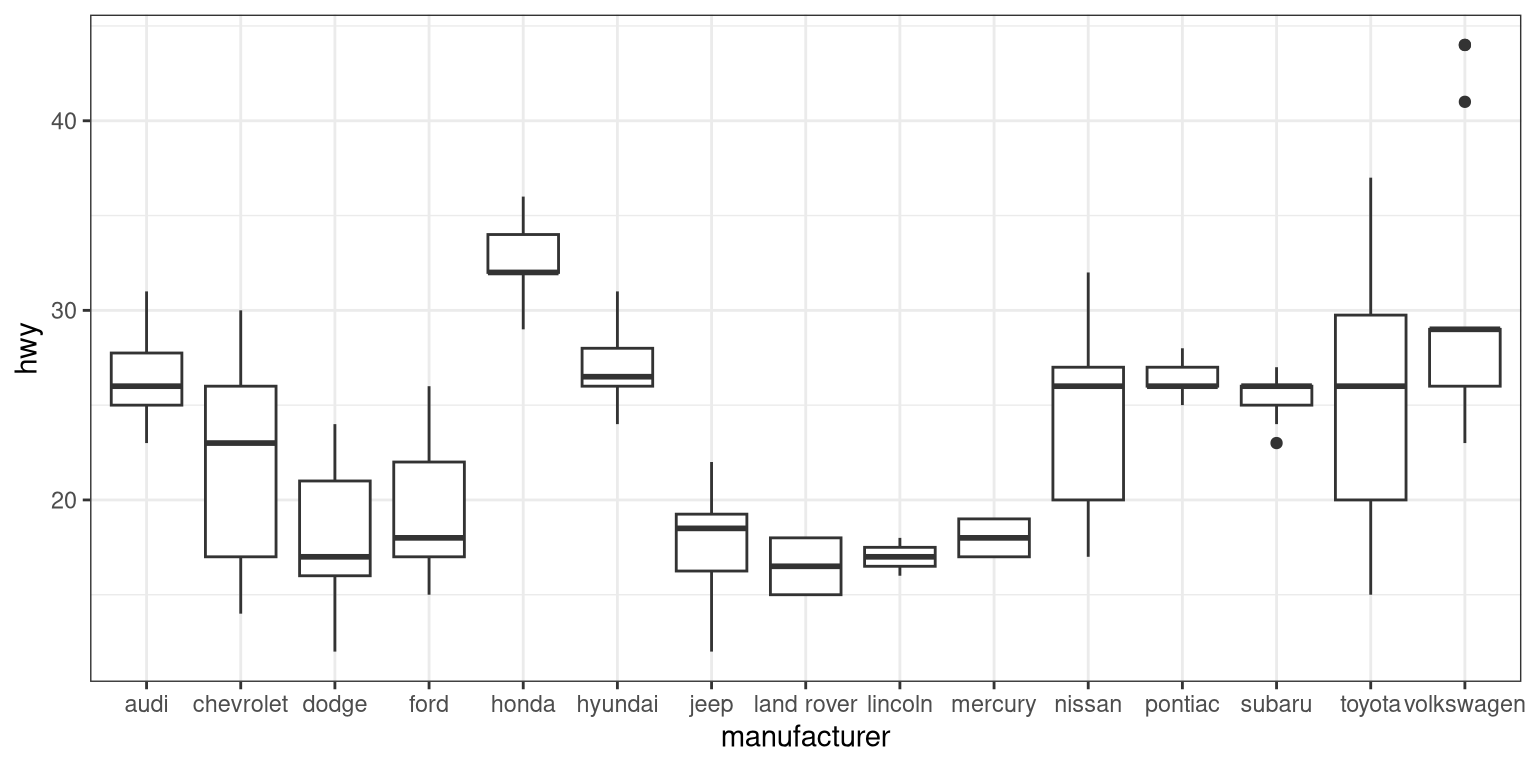 hwy
40
30
20
audi chevrolet dodge ford honda hyundai jeep land rover lincoln mercury nissan pontiac subaru toyota volkswagen
manufacturer